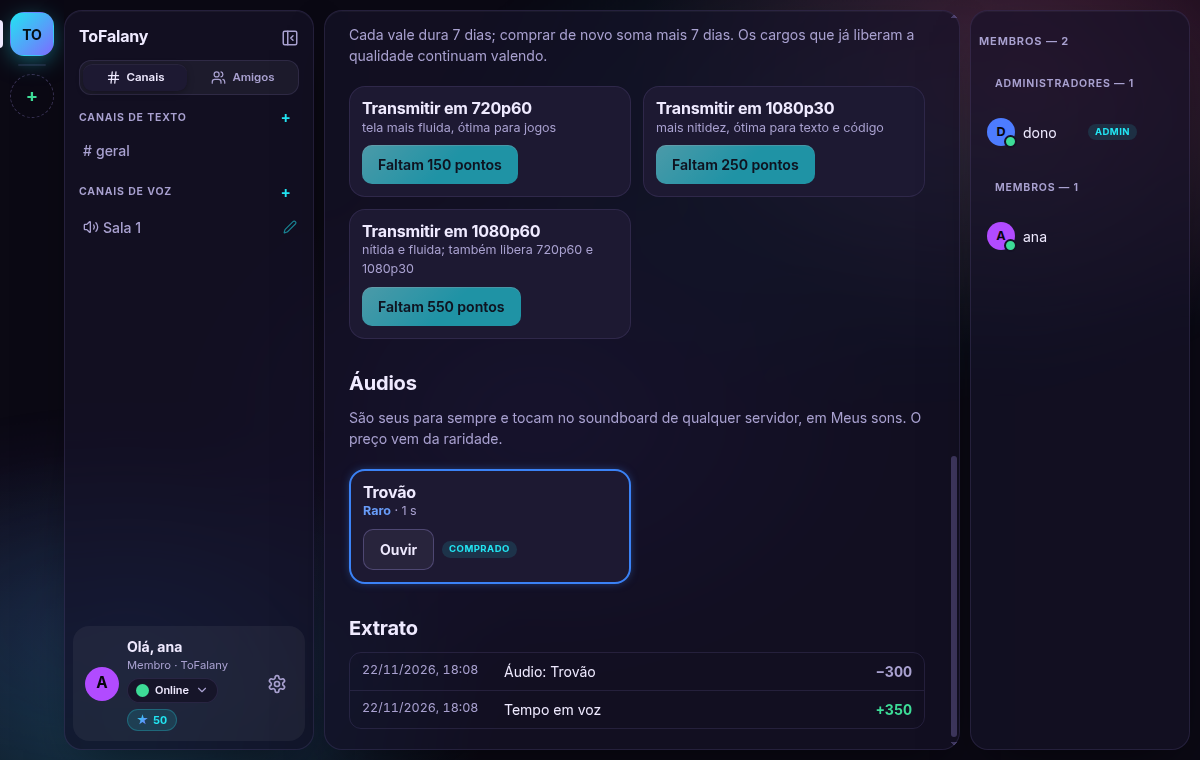 TO
+
ToFalany
Canais
Amigos
CANAIS DE TEXTO
+
# geral
CANAIS DE VOZ
+
Sala 1
Olá, ana
Membro · ToFalany
A
Online
★ 50
Cada vale dura 7 dias; comprar de novo soma mais 7 dias. Os cargos que já liberam a
qualidade continuam valendo.
Transmitir em 720p60
tela mais fluida, ótima para jogos
Faltam 150 pontos
Transmitir em 1080p30
mais nitidez, ótima para texto e código
Faltam 250 pontos
Transmitir em 1080p60
nítida e fluida; também libera 720p60 e
1080p30
Faltam 550 pontos
Áudios
São seus para sempre e tocam no soundboard de qualquer servidor, em Meus sons. O
preço vem da raridade.
Trovão
Raro · 1 s
Ouvir
COMPRADO
Extrato
22/11/2026, 18:08 Áudio: Trovão −300
22/11/2026, 18:08 Tempo em voz +350
MEMBROS — 2
ADMINISTRADORES — 1
D dono ADMIN
MEMBROS — 1
A ana